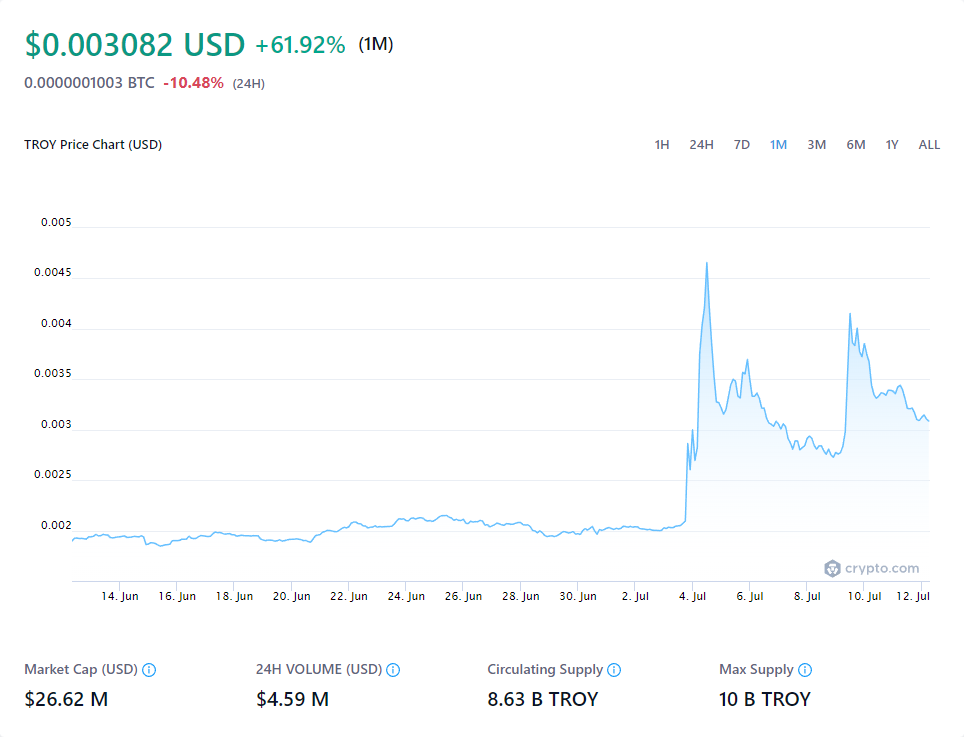 $0.003082 USD +61.92% (1M)
0.0000001003 BTC -10.48% (24H)
TROY Price Chart (USD) 1H 24H 7D 1M 3M 6M 1Y ALL
0.005
0.0045
0.004
0.0035
0.003
0.0025
0.002
crypto.com
14. Jun 16. Jun 18. Jun 20. Jun 22. Jun 24. Jun 26. Jun 28. Jun 30. Jun 2. Jul 4. Jul 6. Jul 8. Jul 10. Jul 12. Jul
Market Cap (USD) 24H VOLUME (USD) Circulating Supply Max Supply
$26.62 M $4.59 M 8.63 B TROY 10 B TROY